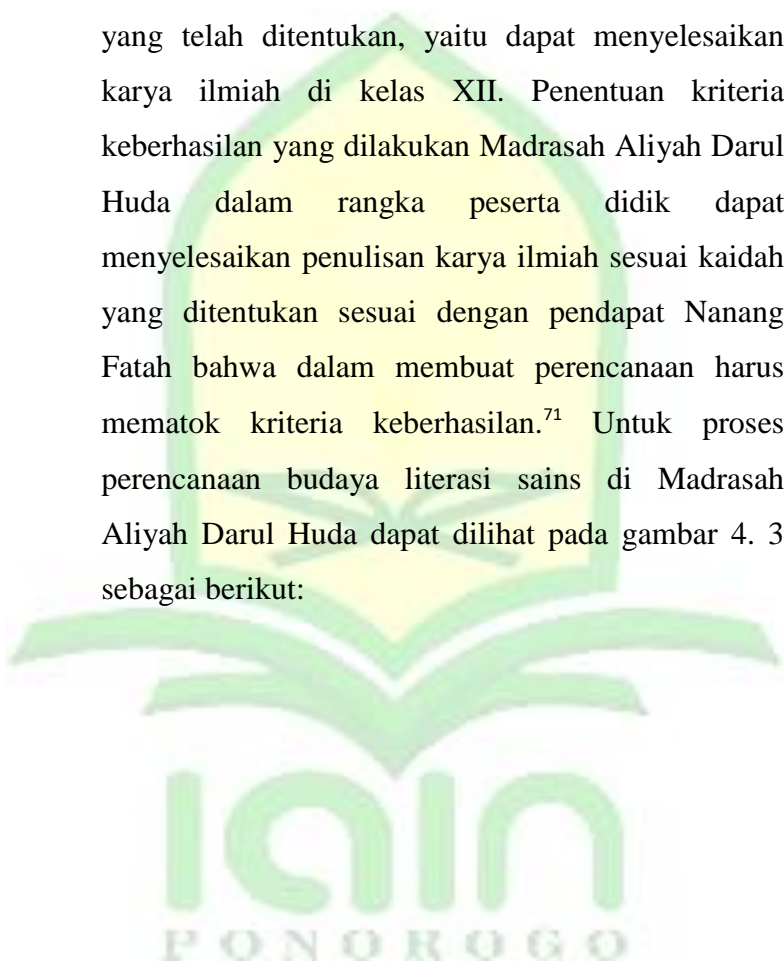 yang telah ditentukan, yaitu dapat menyelesaikan
karya ilmiah di kelas XII. Penentuan kriteria
keberhasilan yang dilakukan Madrasah Aliyah Darul
Huda dalam rangka peserta didik dapat
menyelesaikan penulisan karya ilmiah sesuai kaidah
yang ditentukan sesuai dengan pendapat Nanang
Fatah bahwa dalam membuat perencanaan harus
mematok kriteria keberhasilan.⁷¹ Untuk proses
perencanaan budaya literasi sains di Madrasah
Aliyah Darul Huda dapat dilihat pada gambar 4. 3
sebagai berikut:
iain
PONOROGO